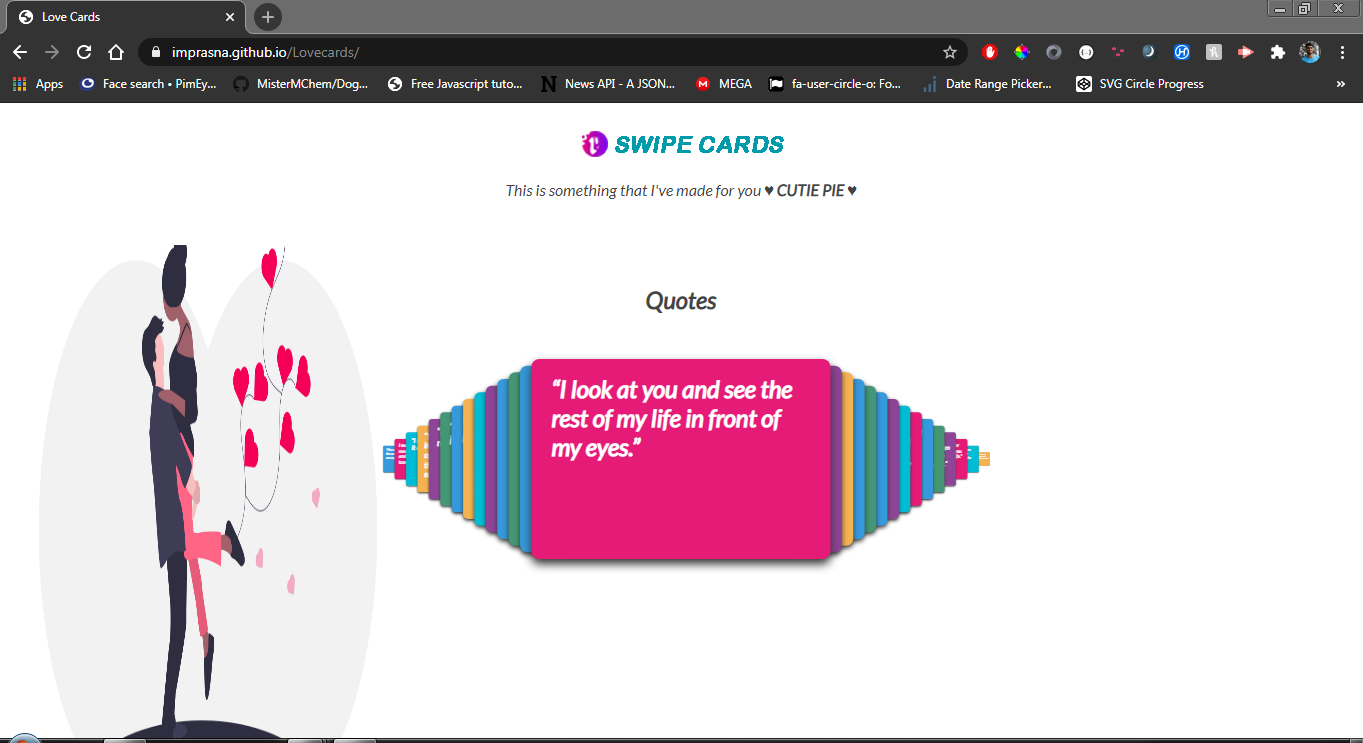 Love Cards
imprasna.github.io/Lovecards/
Apps
Face search • PimEy...
MisterMChem/Dog...
Free Javascript tuto...
News API - A JSON...
MEGA
fa-user-circle-o: Fo...
Date Range Picker...
SVG Circle Progress
»
SWIPE CARDS
This is something that I've made for you ♥ CUTIE PIE ♥
Quotes
“I look at you and see the
rest of my life in front of
my eyes.”